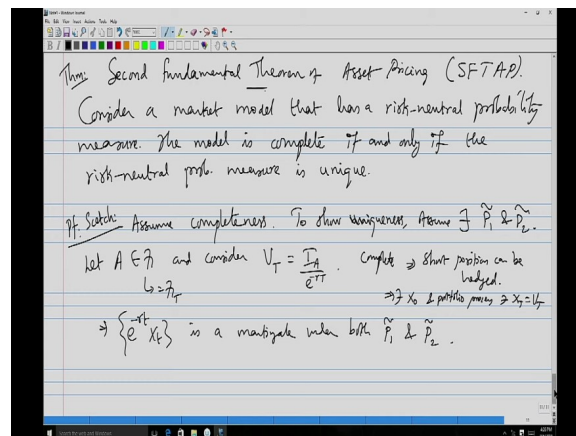 Thm: Second fundamental Theorem of Asset Pricing (SFTAP).
Consider a market model that has a risk-neutral probability
measure. The model is complete if and only if the
risk-neutral prob. measure is unique.
Pf. Scetch: Assume completeness. To show uniqueness, Assume ∃ P̃₁ & P̃₂.
Let A ∈ ℱ and consider V_T = I_A / e^{-rT}. Complete ⇒ Short position can be
hedged.
↳ = ℱ_T
⇒ ∃ X₀ & portfolio process ∋ X_T = V_T
⇒ {e^{-rt} X_t} is a martingale under both P̃₁ & P̃₂.